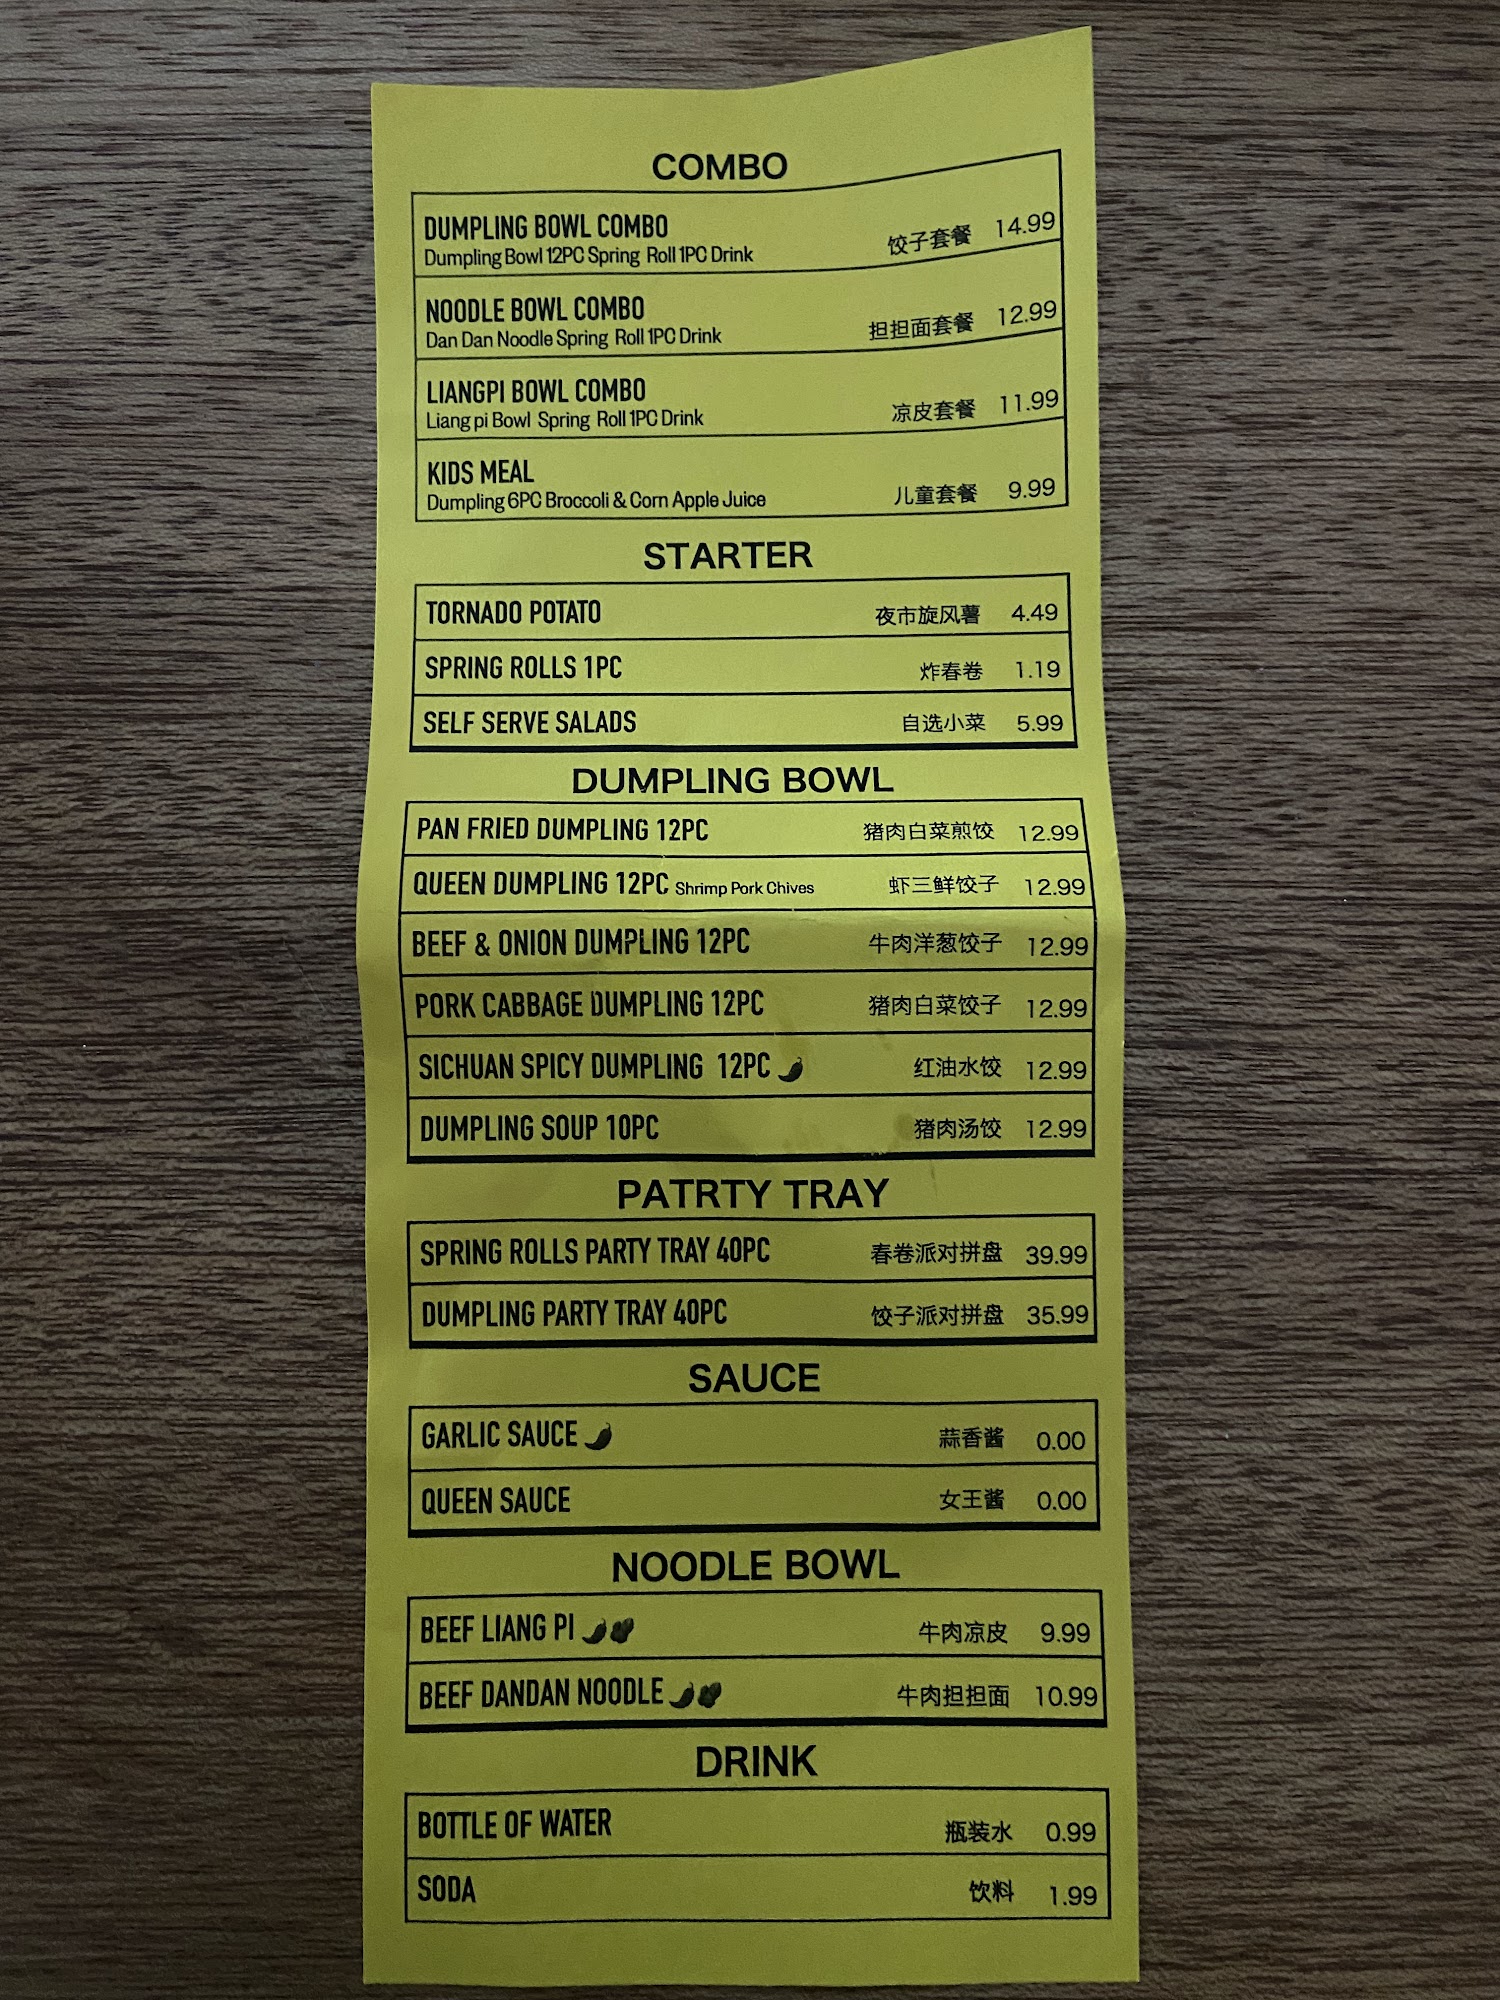 COMBO
DUMPLING BOWL COMBO 饺子套餐 14.99
Dumpling Bowl 12PC Spring Roll 1PC Drink
NOODLE BOWL COMBO 担担面套餐 12.99
Dan Dan Noodle Spring Roll 1PC Drink
LIANGPI BOWL COMBO 凉皮套餐 11.99
Liang pi Bowl Spring Roll 1PC Drink
KIDS MEAL 儿童套餐 9.99
Dumpling 6PC Broccoli & Corn Apple Juice
STARTER
TORNADO POTATO 夜市旋风薯 4.49
SPRING ROLLS 1PC 炸春卷 1.19
SELF SERVE SALADS 自选小菜 5.99
DUMPLING BOWL
PAN FRIED DUMPLING 12PC 猪肉白菜煎饺 12.99
QUEEN DUMPLING 12PC Shrimp Pork Chives 虾三鲜饺子 12.99
BEEF & ONION DUMPLING 12PC 牛肉洋葱饺子 12.99
PORK CABBAGE DUMPLING 12PC 猪肉白菜饺子 12.99
SICHUAN SPICY DUMPLING 12PC 红油水饺 12.99
DUMPLING SOUP 10PC 猪肉汤饺 12.99
PATRTY TRAY
SPRING ROLLS PARTY TRAY 40PC 春卷派对拼盘 39.99
DUMPLING PARTY TRAY 40PC 饺子派对拼盘 35.99
SAUCE
GARLIC SAUCE 蒜香酱 0.00
QUEEN SAUCE 女王酱 0.00
NOODLE BOWL
BEEF LIANG PI 牛肉凉皮 9.99
BEEF DANDAN NOODLE 牛肉担担面 10.99
DRINK
BOTTLE OF WATER 瓶装水 0.99
SODA 饮料 1.99